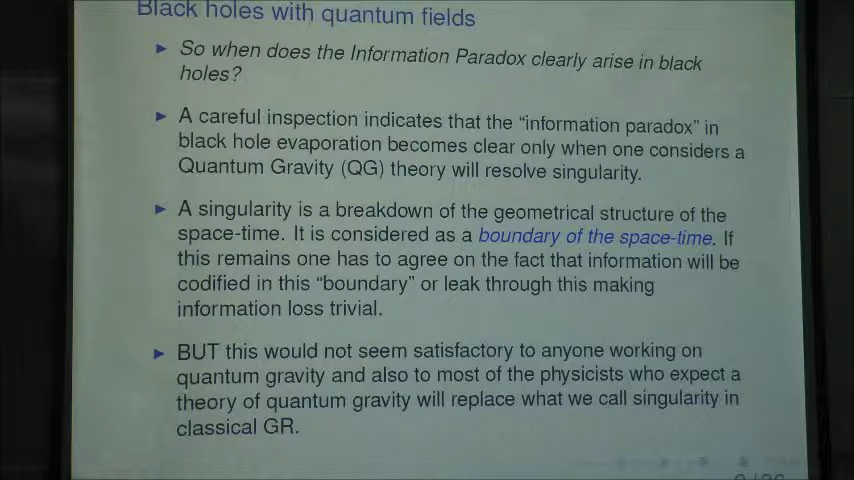 Black holes with quantum fields
So when does the Information Paradox clearly arise in black
holes?
A careful inspection indicates that the "information paradox" in
black hole evaporation becomes clear only when one considers a
Quantum Gravity (QG) theory will resolve singularity.
A singularity is a breakdown of the geometrical structure of the
space-time. It is considered as a boundary of the space-time. If
this remains one has to agree on the fact that information will be
codified in this "boundary" or leak through this making
information loss trivial.
BUT this would not seem satisfactory to anyone working on
quantum gravity and also to most of the physicists who expect a
theory of quantum gravity will replace what we call singularity in
classical GR.